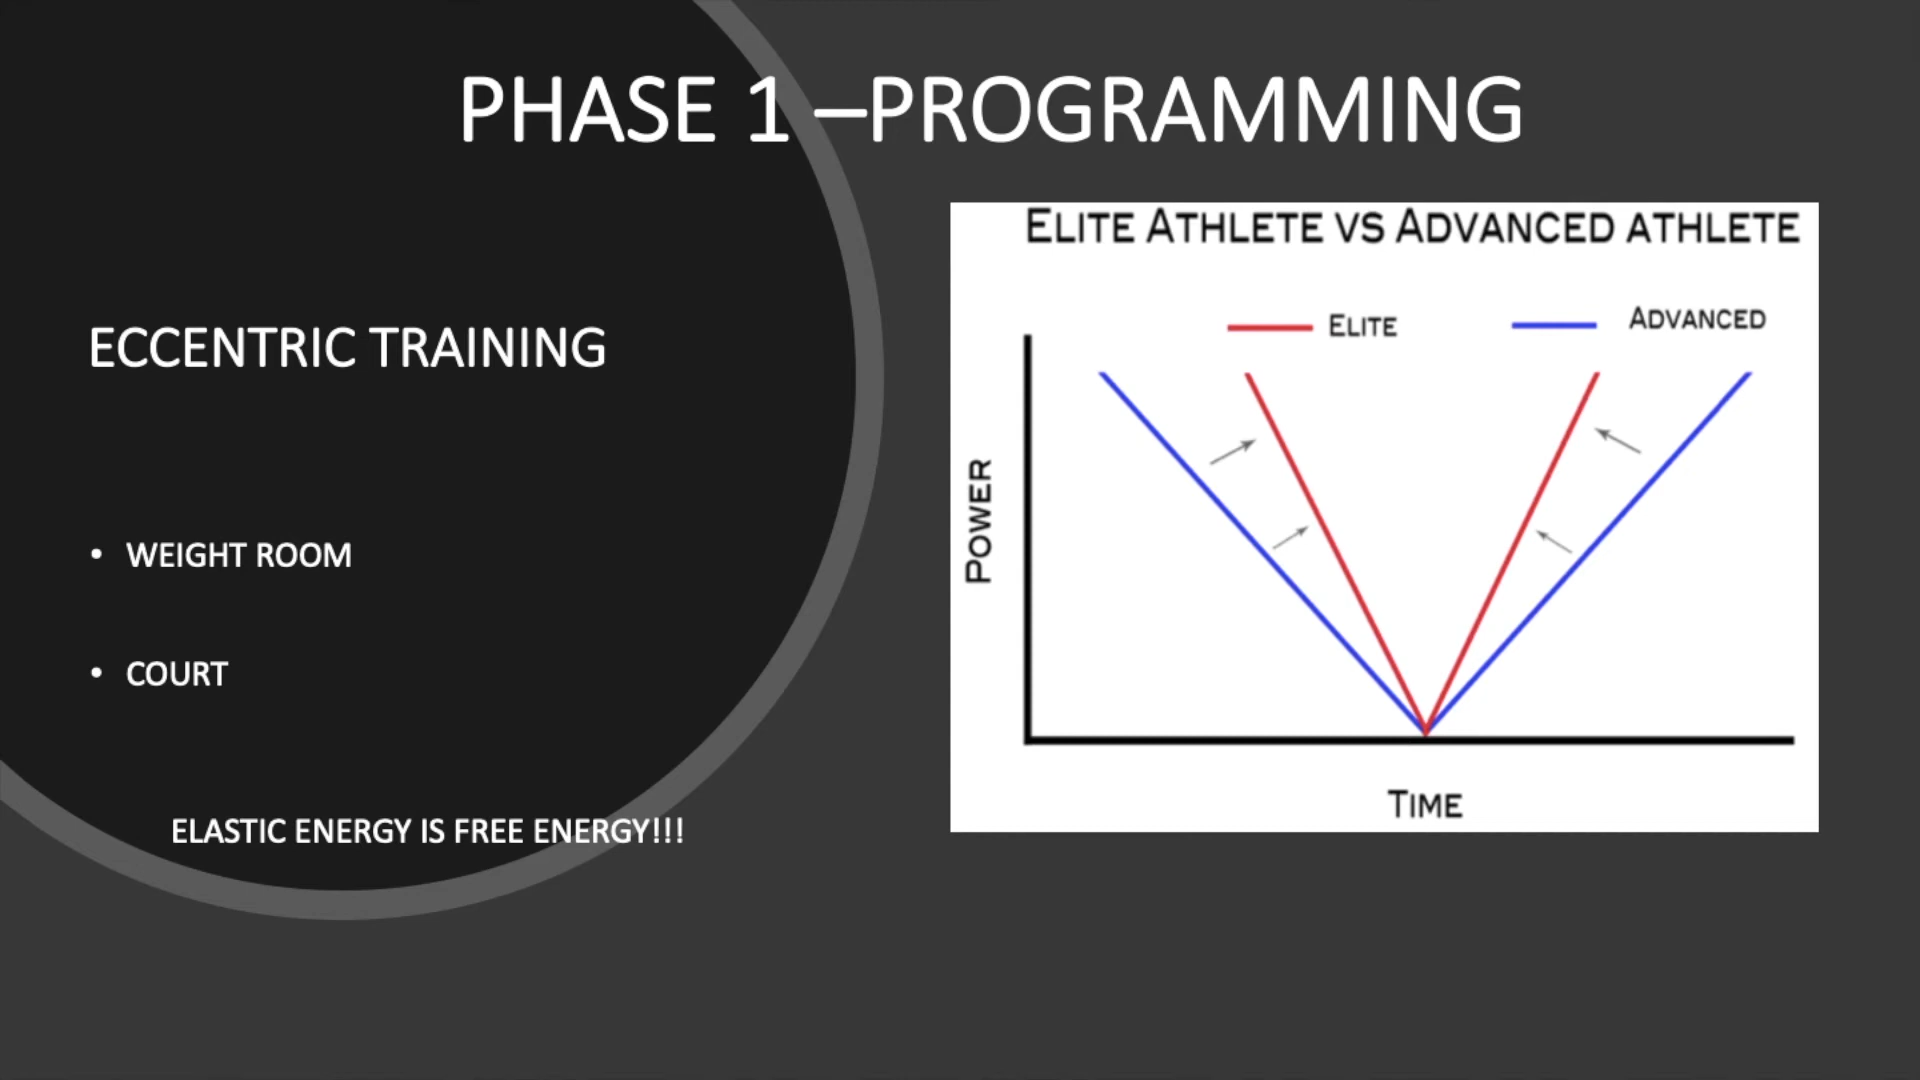 PHASE 1 –PROGRAMMING
ECCENTRIC TRAINING
• WEIGHT ROOM
• COURT
ELASTIC ENERGY IS FREE ENERGY!!!
ELITE ATHLETE VS ADVANCED ATHLETE
ELITE
ADVANCED
POWER
TIME